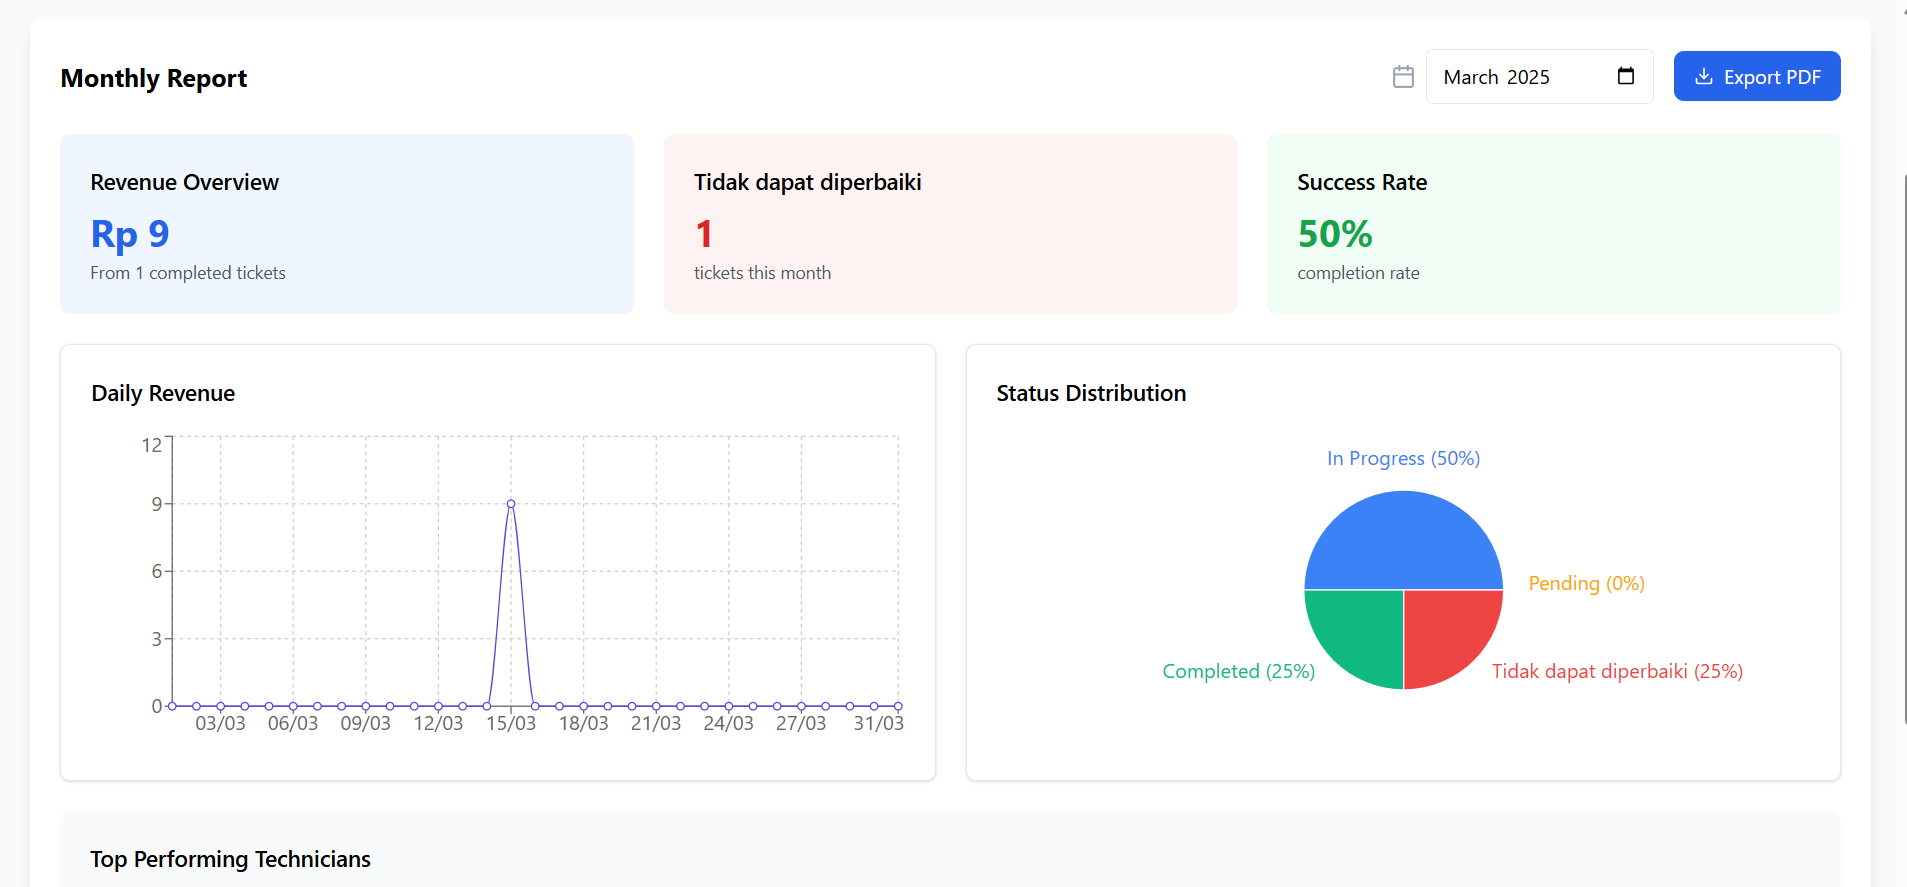 Monthly Report
March 2025
Export PDF
Revenue Overview
Rp 9
From 1 completed tickets
Tidak dapat diperbaiki
1
tickets this month
Success Rate
50%
completion rate
Daily Revenue
12
9
6
3
0
03/03 06/03 09/03 12/03 15/03 18/03 21/03 24/03 27/03 31/03
Status Distribution
In Progress (50%)
Pending (0%)
Completed (25%)
Tidak dapat diperbaiki (25%)
Top Performing Technicians